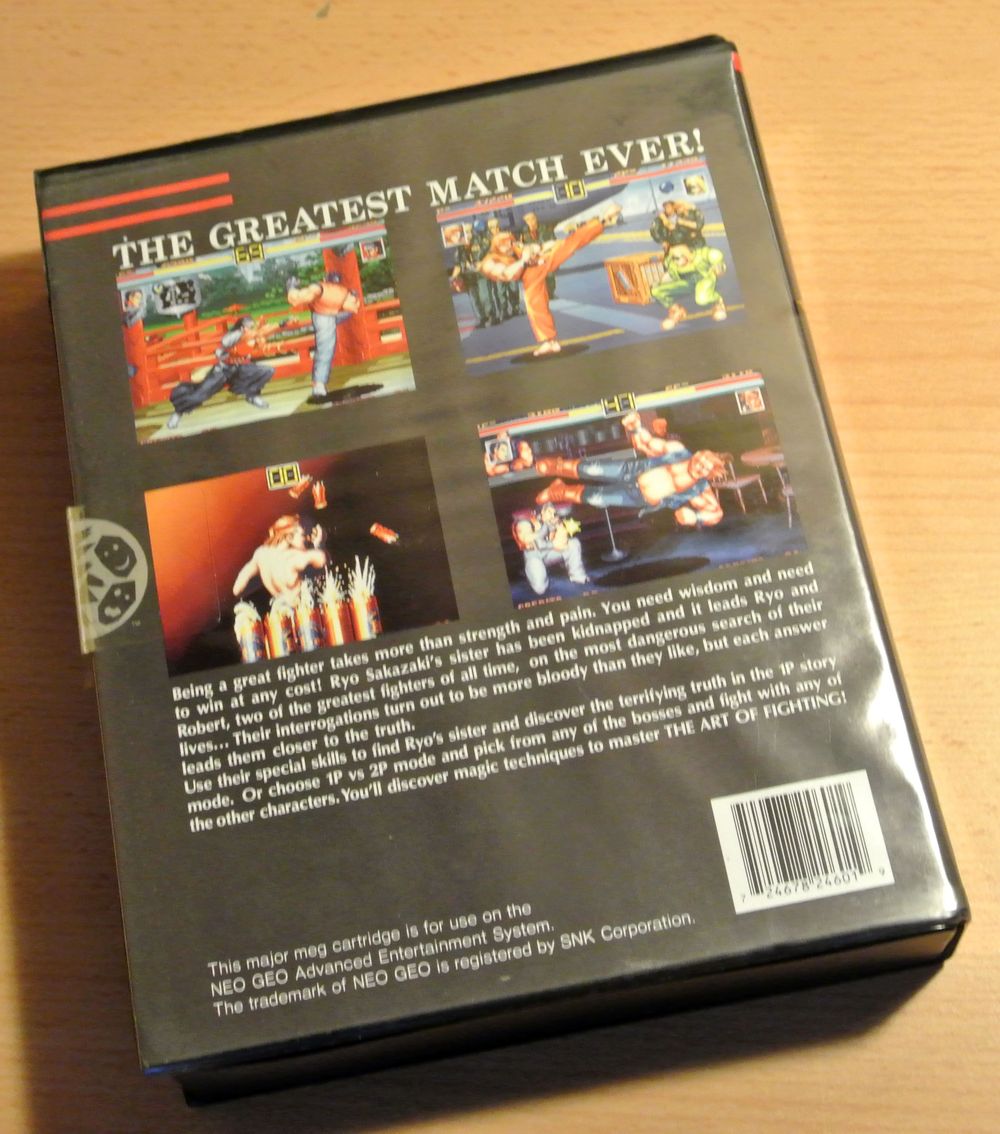 THE GREATEST MATCH EVER!
69
40
00
43
Being a great fighter takes more than strength and pain. You need wisdom and need
to win at any cost! Ryo Sakazaki's sister has been kidnapped and it leads Ryo and
Robert, two of the greatest fighters of all time, on the most dangerous search of their
lives... Their interrogations turn out to be more bloody than they like, but each answer
leads them closer to the truth.
Use their special skills to find Ryo's sister and discover the terrifying truth in the 1P story
mode. Or choose 1P vs 2P mode and pick from any of the bosses and fight with any of
the other characters. You'll discover magic techniques to master THE ART OF FIGHTING!
7 24678 24601 9
This major meg cartridge is for use on the
NEO GEO Advanced Entertainment System.
The trademark of NEO GEO is registered by SNK Corporation.
TM